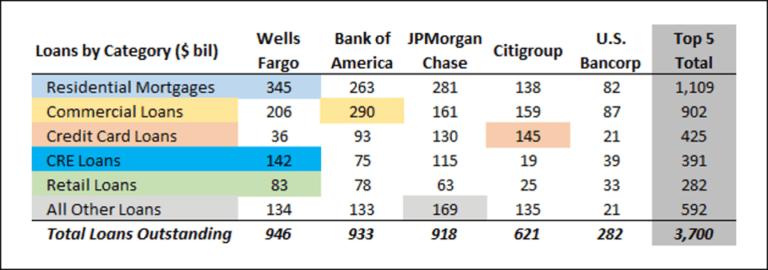 Loans by Category ($ bil) Wells Fargo Bank of America JPMorgan Chase Citigroup U.S. Bancorp Top 5 Total
Residential Mortgages 345 263 281 138 82 1,109
Commercial Loans 206 290 161 159 87 902
Credit Card Loans 36 93 130 145 21 425
CRE Loans 142 75 115 19 39 391
Retail Loans 83 78 63 25 33 282
All Other Loans 134 133 169 135 21 592
Total Loans Outstanding 946 933 918 621 282 3,700